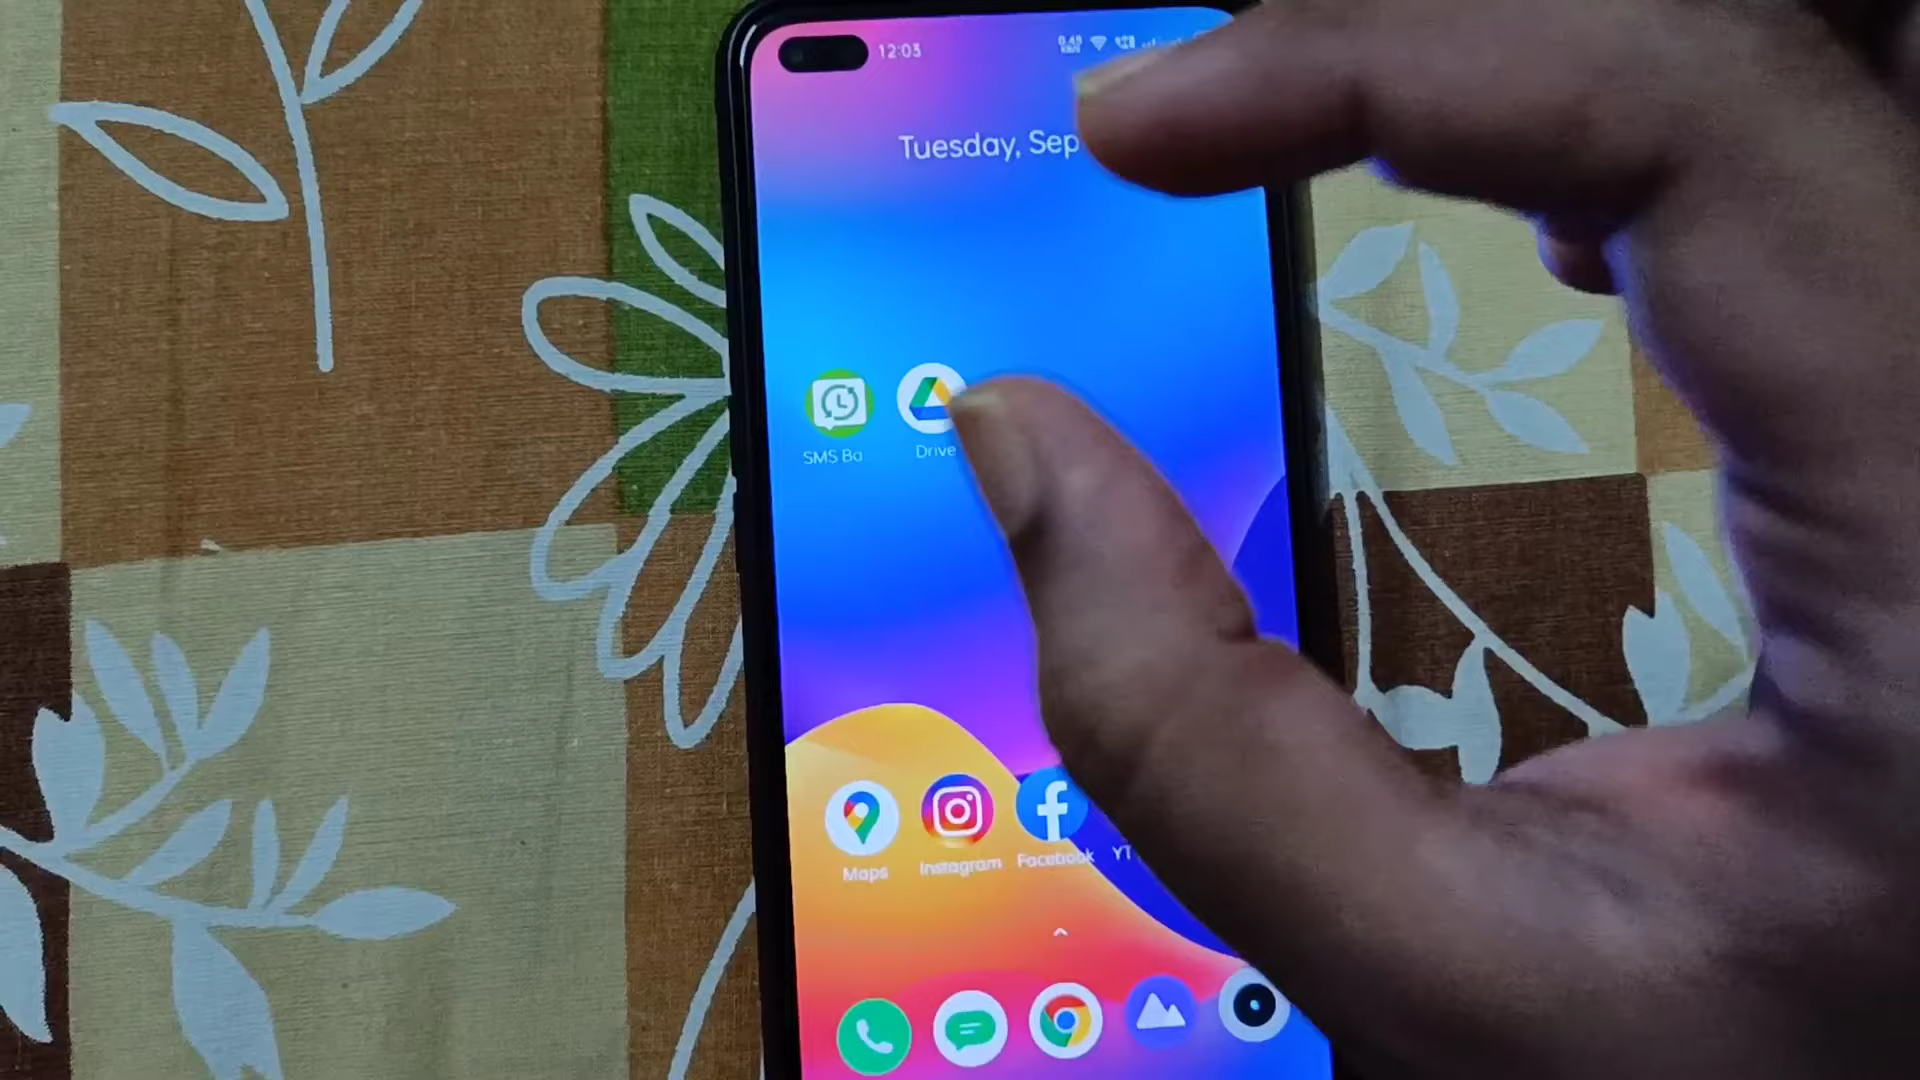 12:03
Tuesday, Sep
SMS Ba
Drive
Maps
Instagram
Facebook
YT